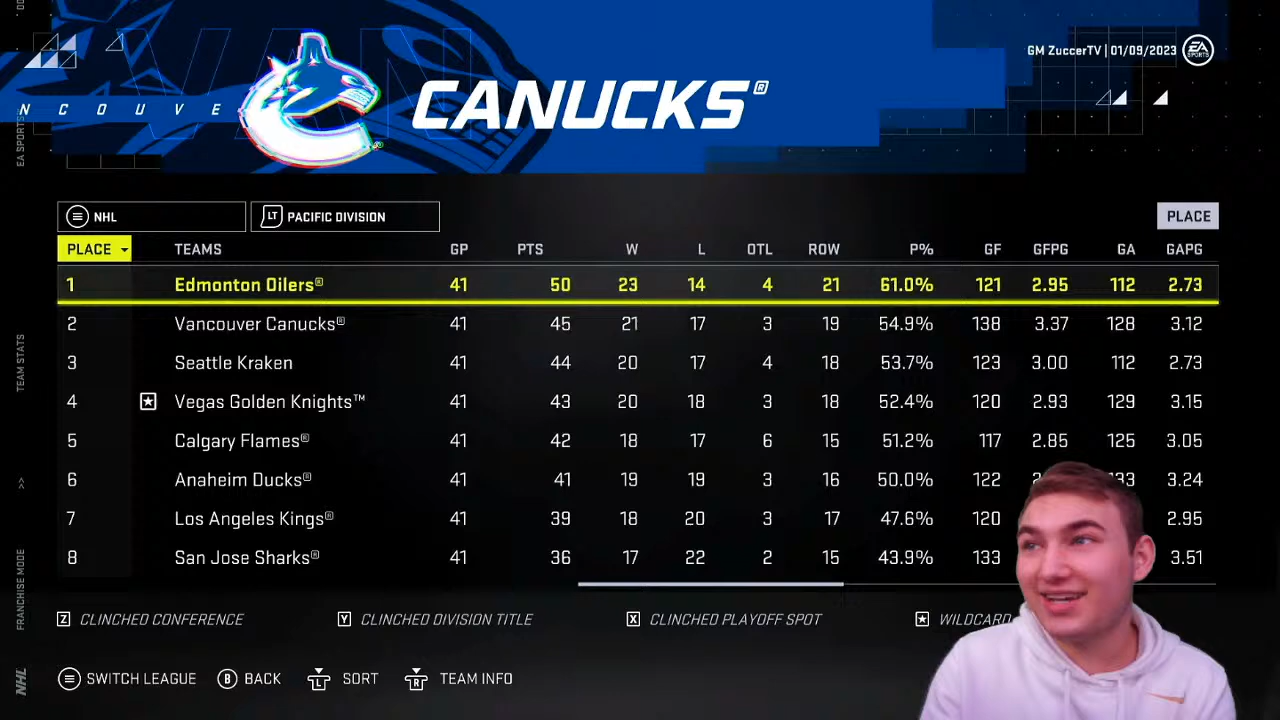 GM ZuccerTV | 01/09/2023 EA SPORTS
CANUCKS®
N C O U V E
EA SPORTS
TEAM STATS
FRANCHISE MODE
NHL
NHL
LT PACIFIC DIVISION
PLACE
PLACE TEAMS GP PTS W L OTL ROW P% GF GFPG GA GAPG
1 Edmonton Oilers® 41 50 23 14 4 21 61.0% 121 2.95 112 2.73
2 Vancouver Canucks® 41 45 21 17 3 19 54.9% 138 3.37 128 3.12
3 Seattle Kraken 41 44 20 17 4 18 53.7% 123 3.00 112 2.73
4 Vegas Golden Knights™ 41 43 20 18 3 18 52.4% 120 2.93 129 3.15
5 Calgary Flames® 41 42 18 17 6 15 51.2% 117 2.85 125 3.05
6 Anaheim Ducks® 41 41 19 19 3 16 50.0% 122 3.24
7 Los Angeles Kings® 41 39 18 20 3 17 47.6% 120 2.95
8 San Jose Sharks® 41 36 17 22 2 15 43.9% 133 3.51
Z CLINCHED CONFERENCE Y CLINCHED DIVISION TITLE X CLINCHED PLAYOFF SPOT WILDCARD
SWITCH LEAGUE B BACK L SORT R TEAM INFO